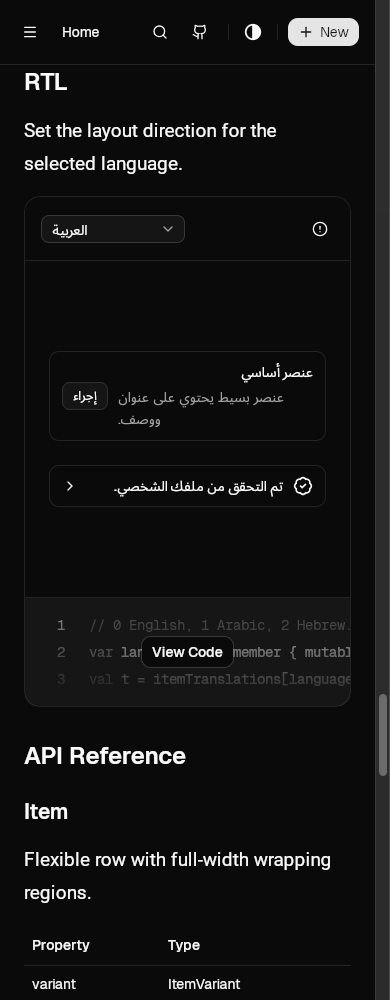 Home
New
RTL
Set the layout direction for the
selected language.
العربية
عنصر أساسي
عنصر بسيط يحتوي على عنوان
ووصف.
إجراء
تم التحقق من ملفك الشخصي.
1 // 0 English, 1 Arabic, 2 Hebrew.
2 var lan member { mutabl
View Code
3 val t = itemTranslations[language
API Reference
Item
Flexible row with full-width wrapping
regions.
Property Type
variant ItemVariant